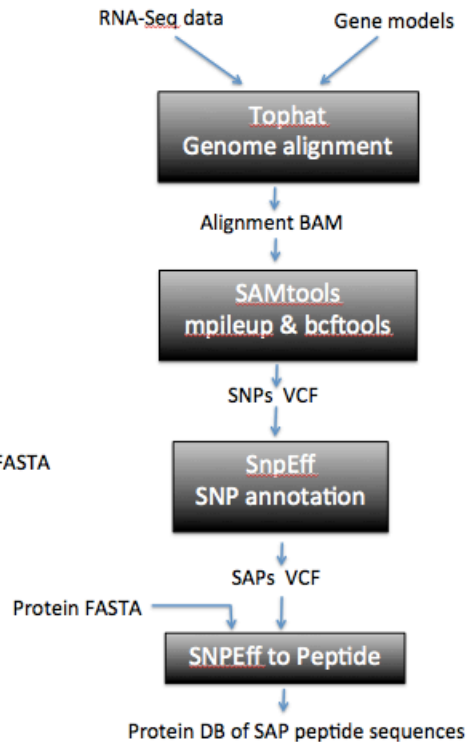 RNA-Seq data
Gene models
Tophat
Genome alignment
Alignment BAM
SAMtools
mpileup & bcftools
SNPs VCF
FASTA
SnpEff
SNP annotation
SAPs VCF
Protein FASTA
SNPEff to Peptide
Protein DB of SAP peptide sequences